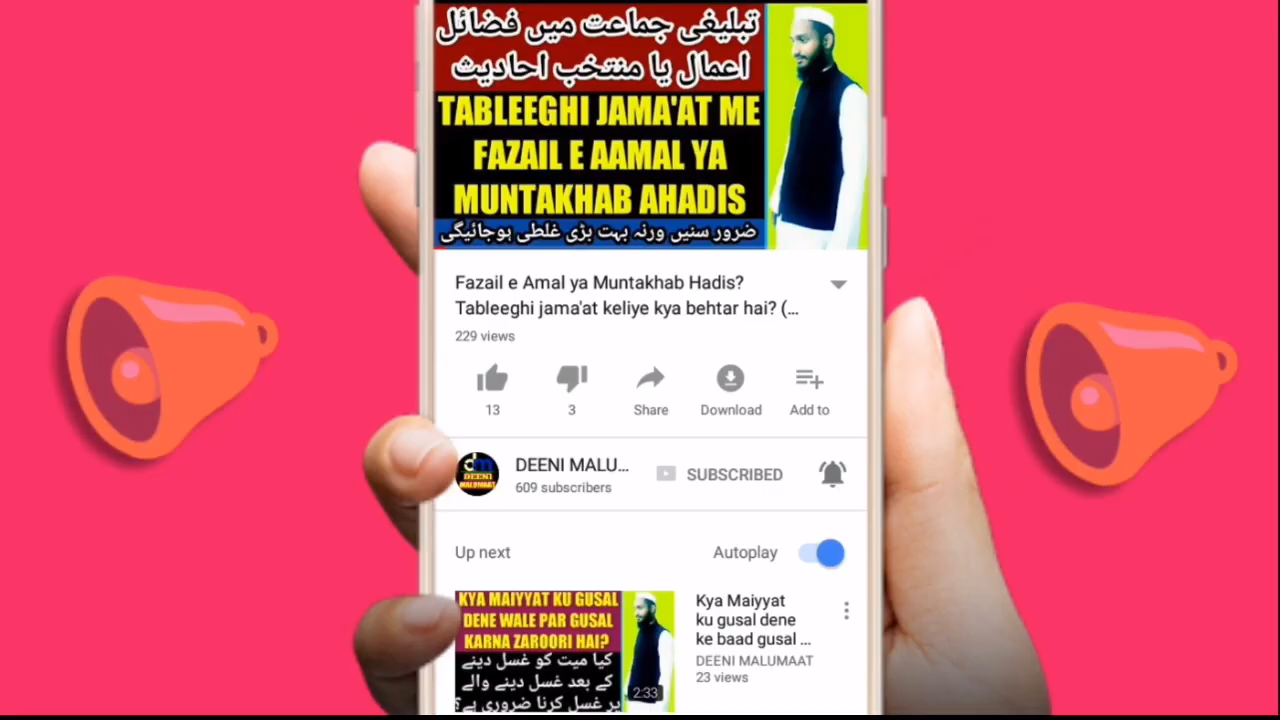 تبلیغی جماعت میں فضائل
اعمال یا منتخب احادیث
TABLEEGHI JAMA'AT ME
FAZAIL E AAMAL YA
MUNTAKHAB AHADIS
ضرور سنیں ورنہ بہت بڑی غلطی ہوجائیگی
Fazail e Amal ya Muntakhab Hadis?
Tableeghi jama'at keliye kya behtar hai? (...
229 views
13
3
Share
Download
Add to
dm
DEENI
MALUMAAT
DEENI MALU...
SUBSCRIBED
609 subscribers
Up next
Autoplay
KYA MAIYYAT KU GUSAL
DENE WALE PAR GUSAL
KARNA ZAROORI HAI?
کیا میت کو غسل دینے
کے بعد غسل دینے والے
پر غسل کرنا ضروری ہے؟
2:33
Kya Maiyyat
ku gusal dene
ke baad gusal ...
DEENI MALUMAAT
23 views